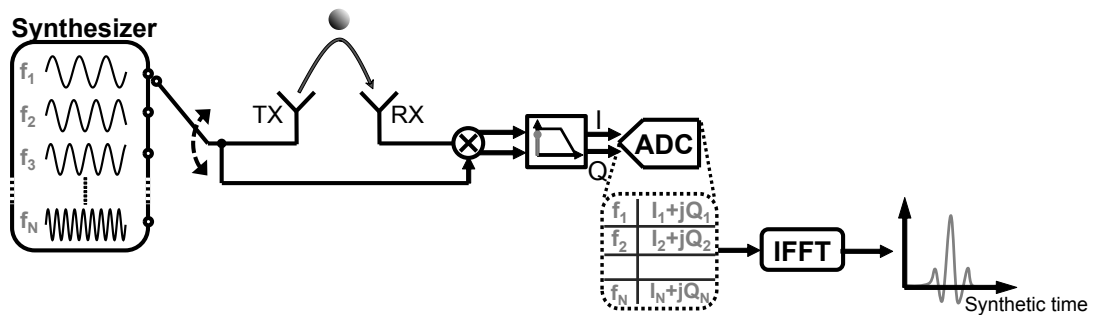 Synthesizer
f1
f2
f3
fN
TX
RX
I
Q
ADC
f1 I1+jQ1
f2 I2+jQ2
fN IN+jQN
IFFT
Synthetic time